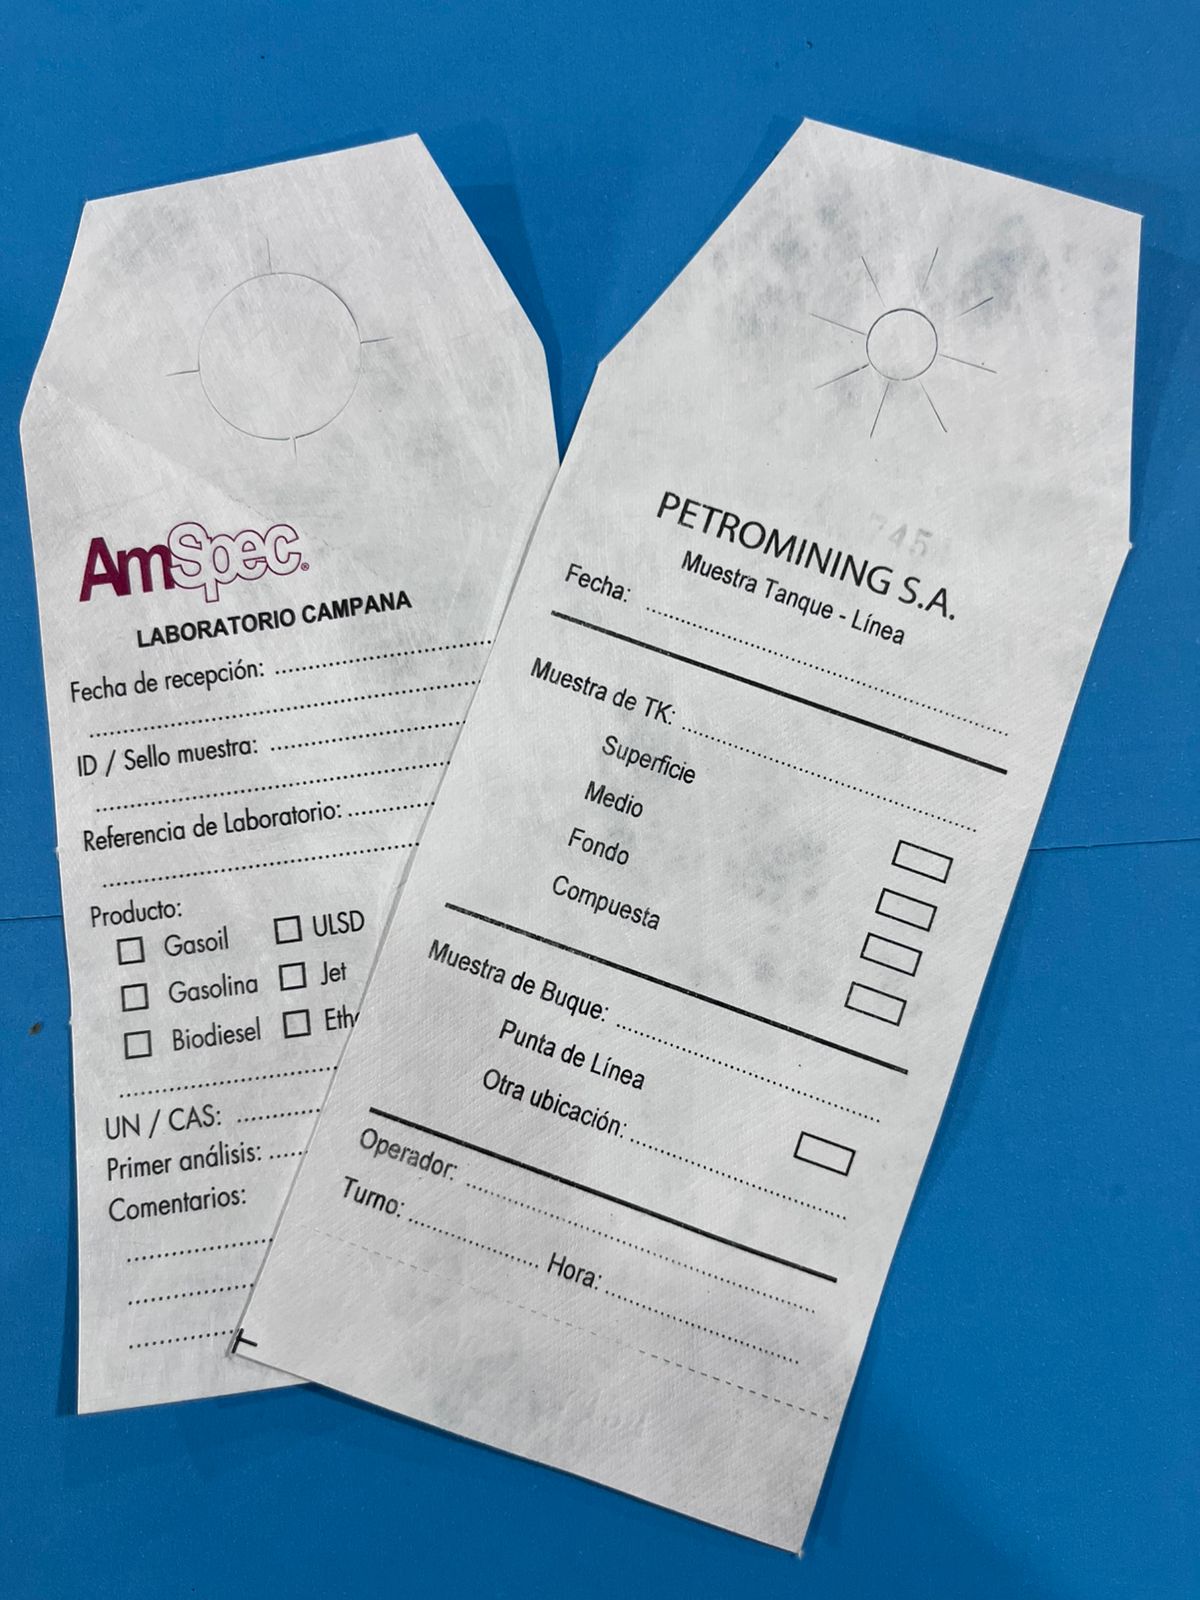 AmSpec®
LABORATORIO CAMPANA
Fecha de recepción:
ID / Sello muestra:
Referencia de Laboratorio:
Producto:
Gasoil ULSD
Gasolina Jet
Biodiesel
UN / CAS:
Primer análisis:
Comentarios:
PETROMINING S.A.
Muestra Tanque - Línea
Fecha:
Muestra de TK:
Superficie
Medio
Fondo
Compuesta
Muestra de Buque:
Punta de Línea
Otra ubicación:
Operador:
Turno: Hora: